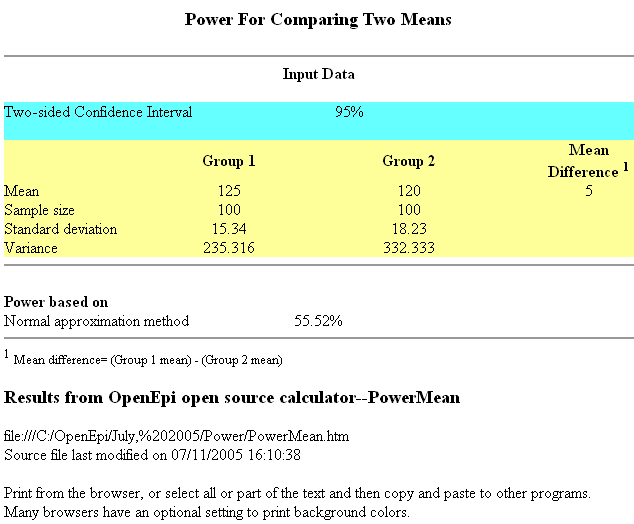 Power For Comparing Two Means
Input Data
Two-sided Confidence Interval 95%
Group 1 Group 2 Mean Difference 1
Mean 125 120 5
Sample size 100 100
Standard deviation 15.34 18.23
Variance 235.316 332.333
Power based on
Normal approximation method 55.52%
1 Mean difference= (Group 1 mean) - (Group 2 mean)
Results from OpenEpi open source calculator--PowerMean
file:///C:/OpenEpi/July,%202005/Power/PowerMean.htm
Source file last modified on 07/11/2005 16:10:38
Print from the browser, or select all or part of the text and then copy and paste to other programs.
Many browsers have an optional setting to print background colors.